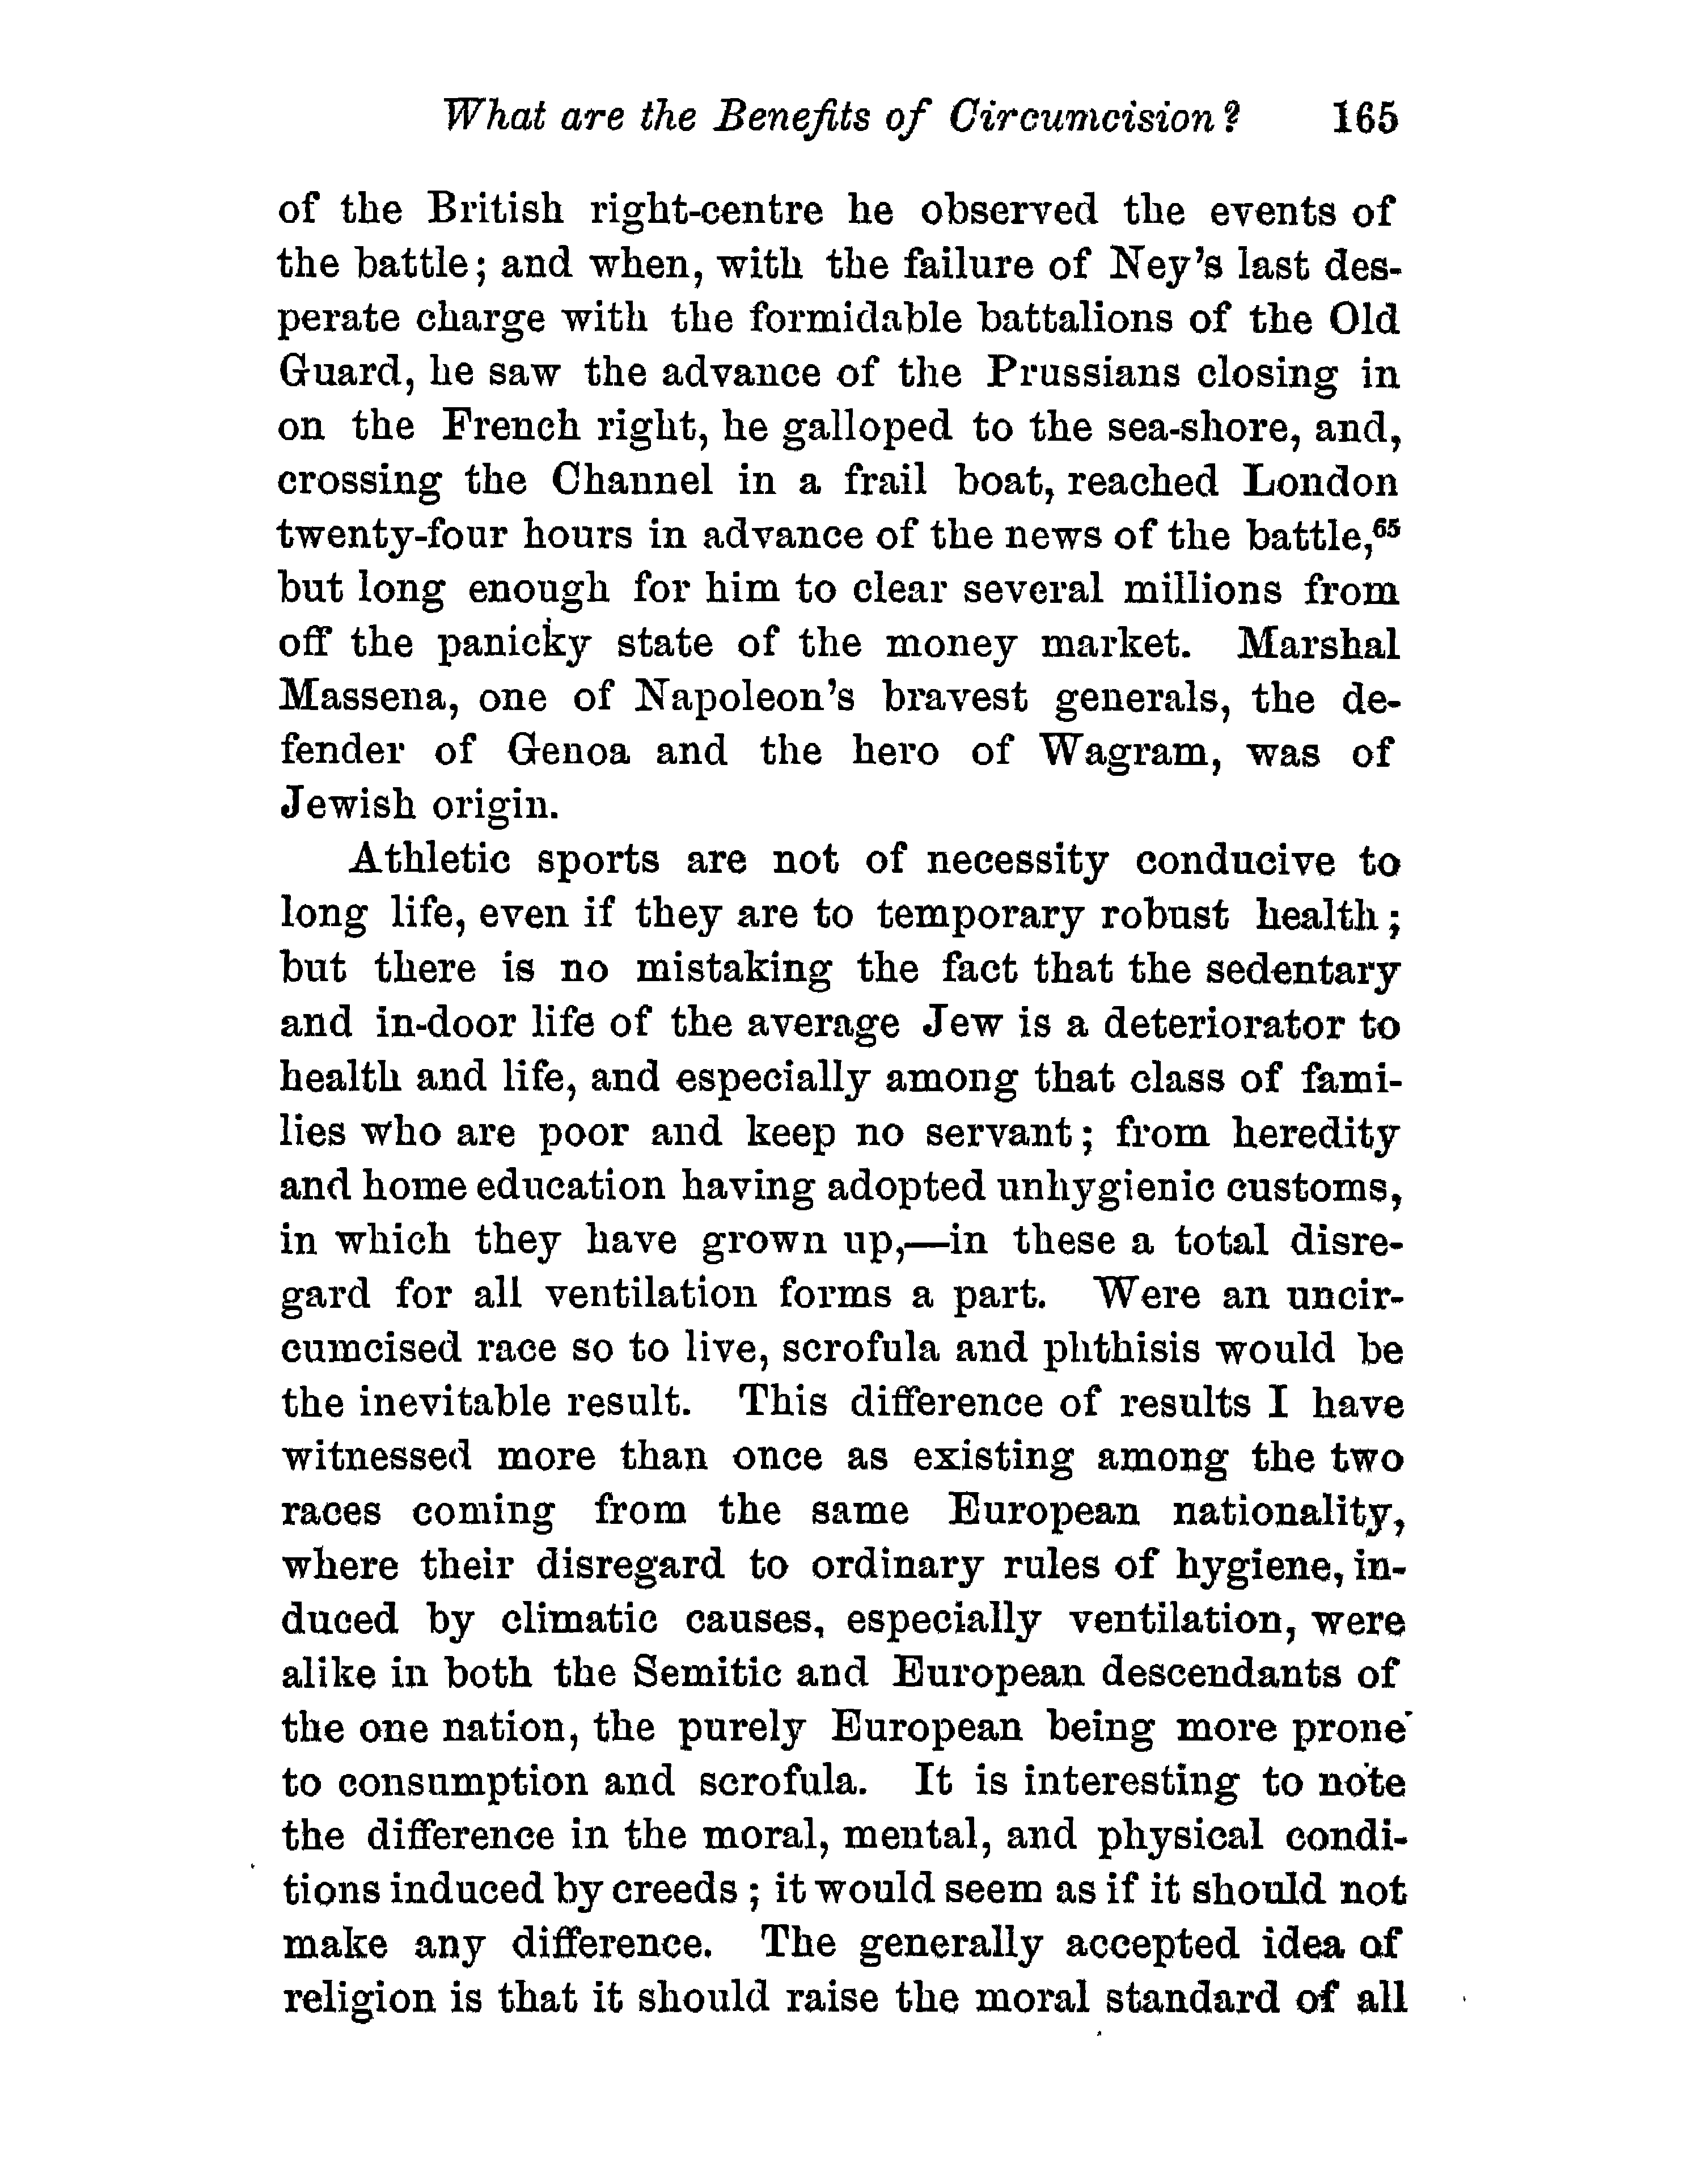 What are the Benefits of Circumcision? 165
of the British right-centre he observed the events of
the battle; and when, with the failure of Ney's last des-
perate charge with the formidable battalions of the Old
Guard, he saw the advance of the Prussians closing in
on the French right, he galloped to the sea-shore, and,
crossing the Channel in a frail boat, reached London
twenty-four hours in advance of the news of the battle,⁶⁵
but long enough for him to clear several millions from
off the panicky state of the money market. Marshal
Massena, one of Napoleon's bravest generals, the de-
fender of Genoa and the hero of Wagram, was of
Jewish origin.
Athletic sports are not of necessity conducive to
long life, even if they are to temporary robust health;
but there is no mistaking the fact that the sedentary
and in-door life of the average Jew is a deteriorator to
health and life, and especially among that class of fami-
lies who are poor and keep no servant; from heredity
and home education having adopted unhygienic customs,
in which they have grown up,—in these a total disre-
gard for all ventilation forms a part. Were an uncir-
cumcised race so to live, scrofula and phthisis would be
the inevitable result. This difference of results I have
witnessed more than once as existing among the two
races coming from the same European nationality,
where their disregard to ordinary rules of hygiene, in-
duced by climatic causes, especially ventilation, were
alike in both the Semitic and European descendants of
the one nation, the purely European being more prone
to consumption and scrofula. It is interesting to note
the difference in the moral, mental, and physical condi-
tions induced by creeds; it would seem as if it should not
make any difference. The generally accepted idea of
religion is that it should raise the moral standard of all